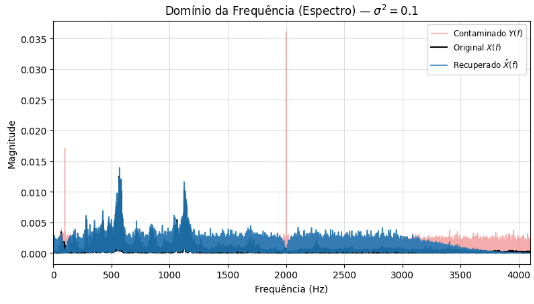 Domínio da Frequência (Espectro) — σ² = 0.1
Contaminado Y(f)
Original X(f)
Recuperado X̂(f)
Magnitude
0.035
0.030
0.025
0.020
0.015
0.010
0.005
0.000
0
500
1000
1500
2000
2500
3000
3500
4000
Frequência (Hz)